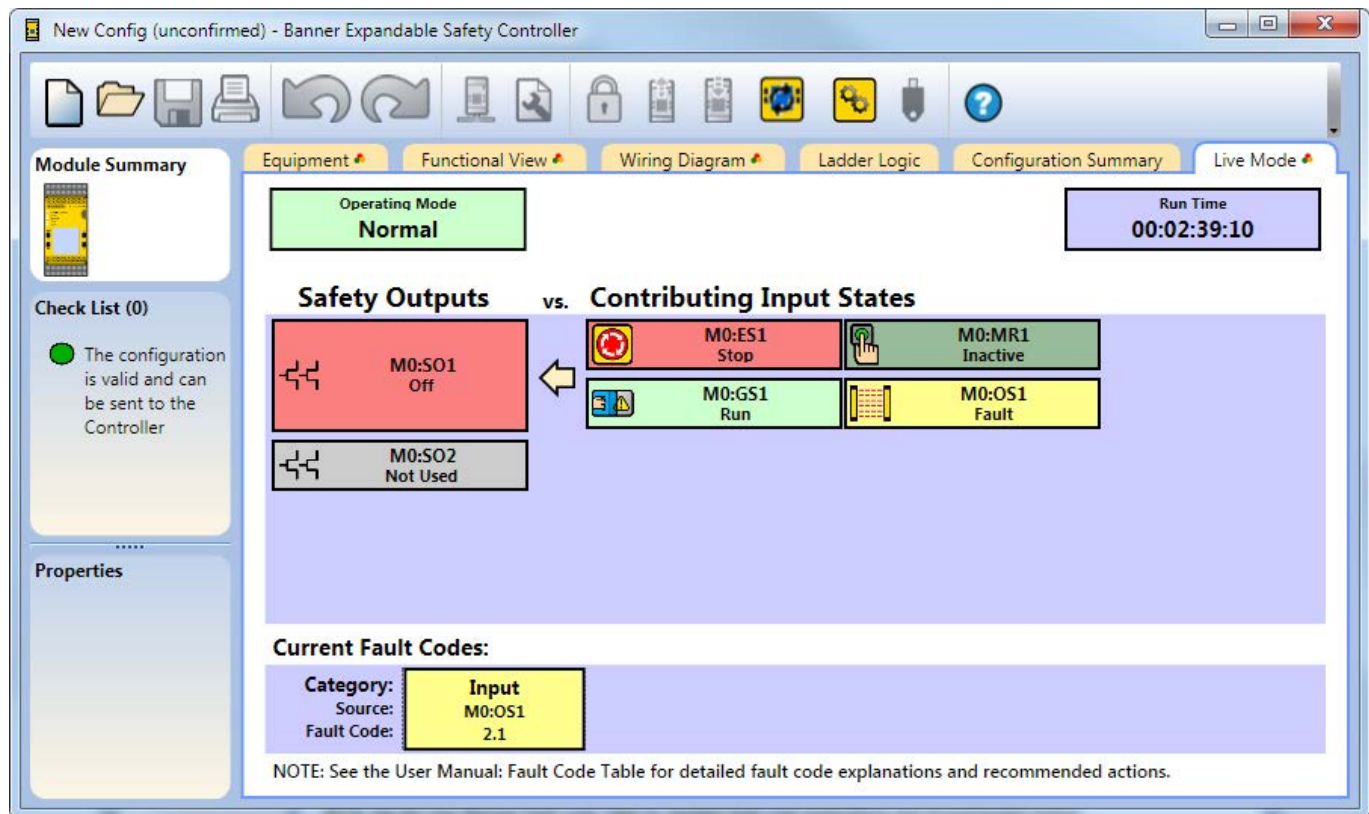 New Config (unconfirmed) - Banner Expandable Safety Controller
Module Summary
Equipment
Functional View
Wiring Diagram
Ladder Logic
Configuration Summary
Live Mode
Operating Mode
Normal
Run Time
00:02:39:10
Check List (0)
The configuration
is valid and can
be sent to the
Controller
Properties
Safety Outputs vs. Contributing Input States
M0:SO1
Off
M0:ES1
Stop
M0:MR1
Inactive
M0:GS1
Run
M0:OS1
Fault
M0:SO2
Not Used
Current Fault Codes:
Category: Input
Source: M0:OS1
Fault Code: 2.1
NOTE: See the User Manual: Fault Code Table for detailed fault code explanations and recommended actions.